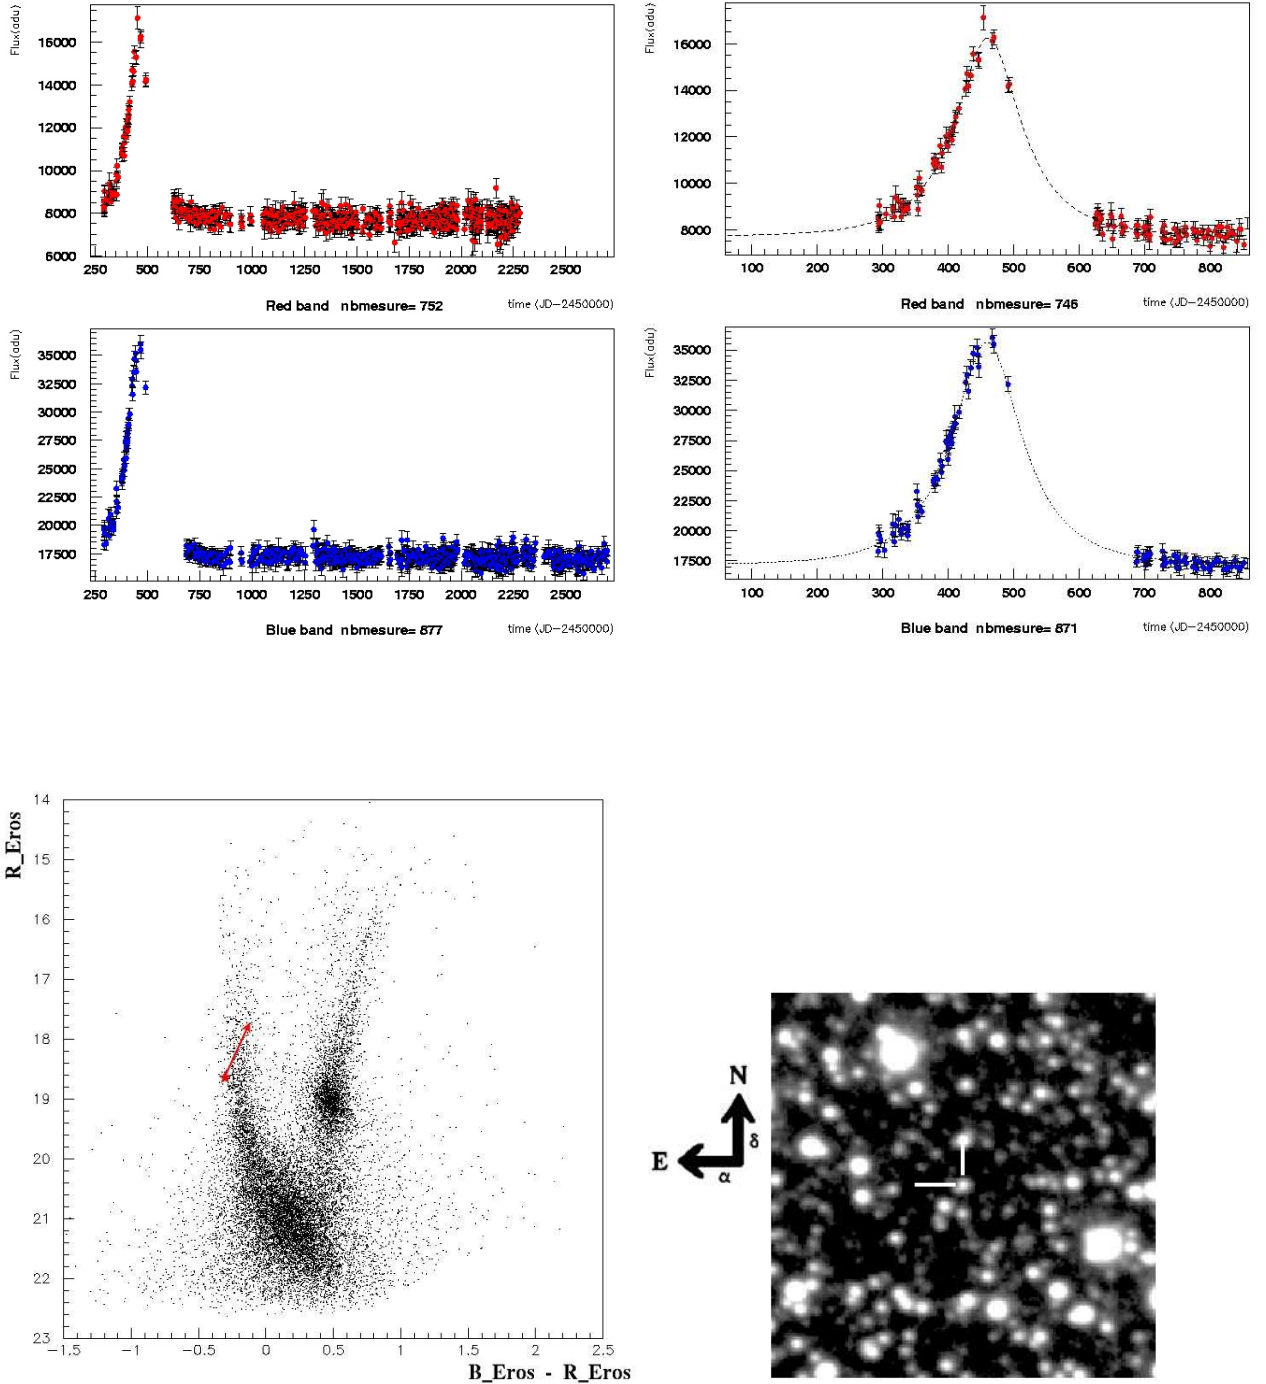 Flux(adu)
16000
14000
12000
10000
8000
6000
250 500 750 1000 1250 1500 1750 2000 2250 2500
Red band nbmesure= 752 time (JD-2450000)
Flux(adu)
16000
14000
12000
10000
8000
100 200 300 400 500 600 700 800
Red band nbmesure= 746 time (JD-2450000)
Flux(adu)
35000
32500
30000
27500
25000
22500
20000
17500
250 500 750 1000 1250 1500 1750 2000 2250 2500
Blue band nbmesure= 877 time (JD-2450000)
Flux(adu)
35000
32500
30000
27500
25000
22500
20000
17500
100 200 300 400 500 600 700 800
Blue band nbmesure= 871 time (JD-2450000)
R_Eros
14
15
16
17
18
19
20
21
22
23
-1.5 -1 -0.5 0 0.5 1 1.5 2 2.5
B_Eros - R_Eros
N
δ
E
α